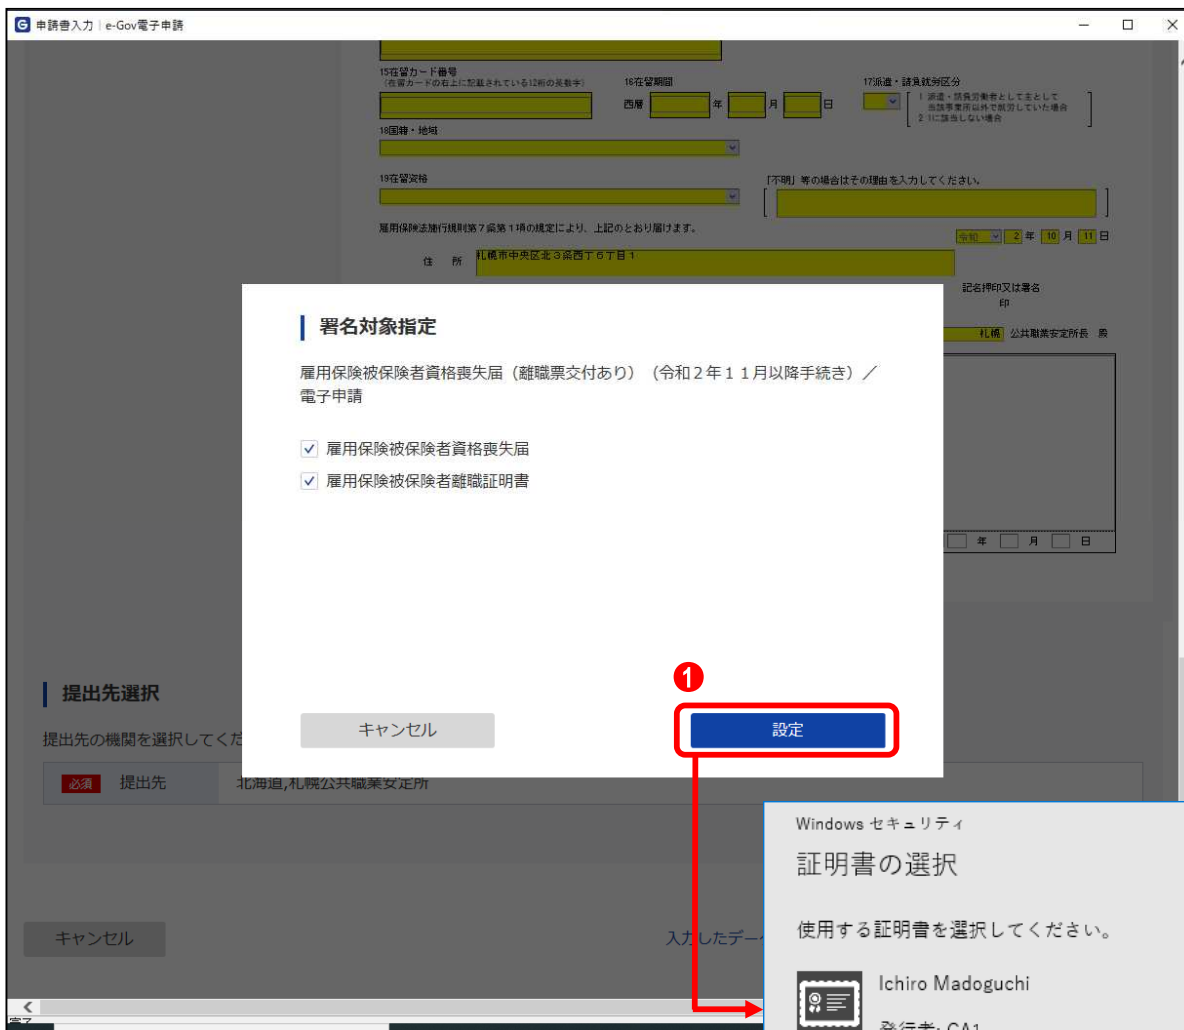 申請書入力｜e-Gov電子申請
15在留カード番号
（在留カードの右上に記載されている12桁の英数字）
16在留期間
西暦 年 月 日
17派遣・請負就労区分
1 派遣・請負労働者として主として
当該事業所以外で就労していた場合
2 1に該当しない場合
18国籍・地域
19在留資格
「不明」等の場合はその理由を入力してください。
雇用保険法施行規則第７条第１項の規定により、上記のとおり届けます。
令和 2 年 10 月 11 日
住 所 札幌市中央区北３条西丁６丁目１
記名押印又は署名
印
札幌 公共職業安定所長 殿
署名対象指定
雇用保険被保険者資格喪失届（離職票交付あり）（令和２年１１月以降手続き）／
電子申請
雇用保険被保険者資格喪失届
雇用保険被保険者離職証明書
年 月 日
1
キャンセル
設定
提出先選択
提出先の機関を選択してくだ
必須 提出先 北海道,札幌公共職業安定所
Windows セキュリティ
証明書の選択
使用する証明書を選択してください。
Ichiro Madoguchi
発行者: CA1
キャンセル
入力したデー
完了